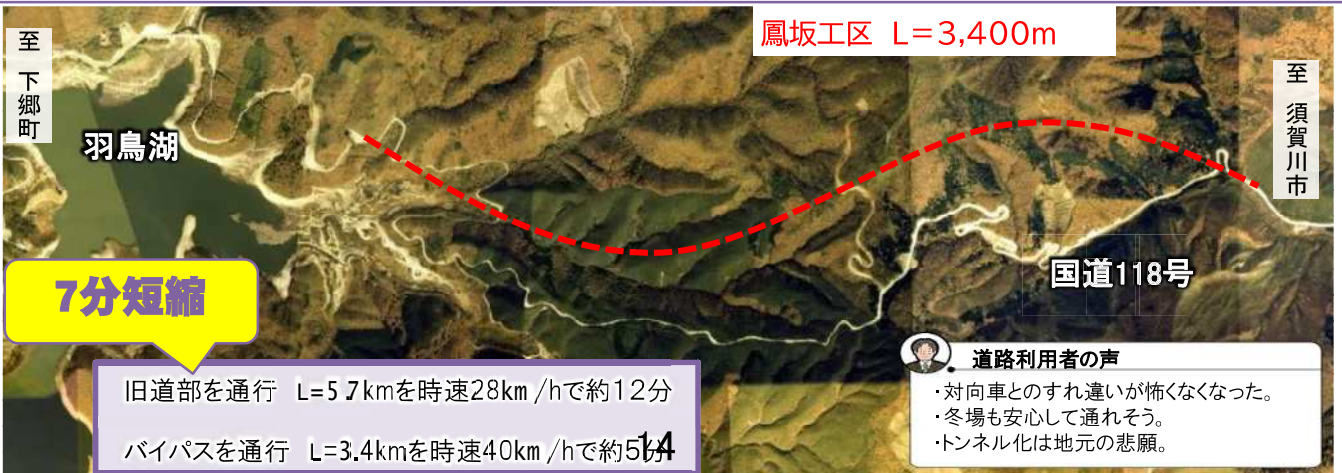 鳳坂工区 L=3,400m
至 下郷町
至 須賀川市
羽鳥湖
国道118号
7分短縮
旧道部を通行 L=5.7kmを時速28km/hで約12分
バイパスを通行 L=3.4kmを時速40km/hで約5分
14
道路利用者の声
・対向車とのすれ違いが怖くなくなった。
・冬場も安心して通れそう。
・トンネル化は地元の悲願。